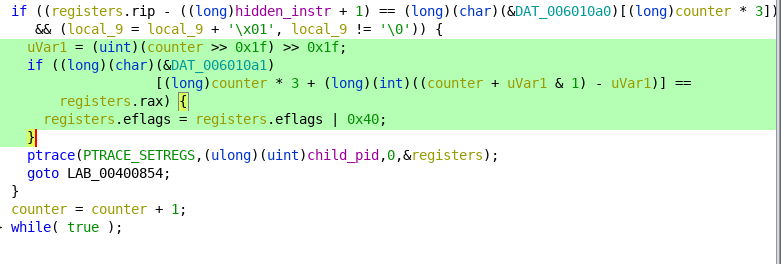 if ((registers.rip - ((long)hidden_instr + 1) == (long)(char)(&DAT_006010a0)[(long)counter * 3])
&& (local_9 = local_9 + '\x01', local_9 != '\0')) {
uVar1 = (uint)(counter >> 0x1f) >> 0x1f;
if ((long)(char)(&DAT_006010a1)
[(long)counter * 3 + (long)(int)((counter + uVar1 & 1) - uVar1)] ==
registers.rax) {
registers.eflags = registers.eflags | 0x40;
}
ptrace(PTRACE_SETREGS,(ulong)(uint)child_pid,0,&registers);
goto LAB_00400854;
}
counter = counter + 1;
while( true );